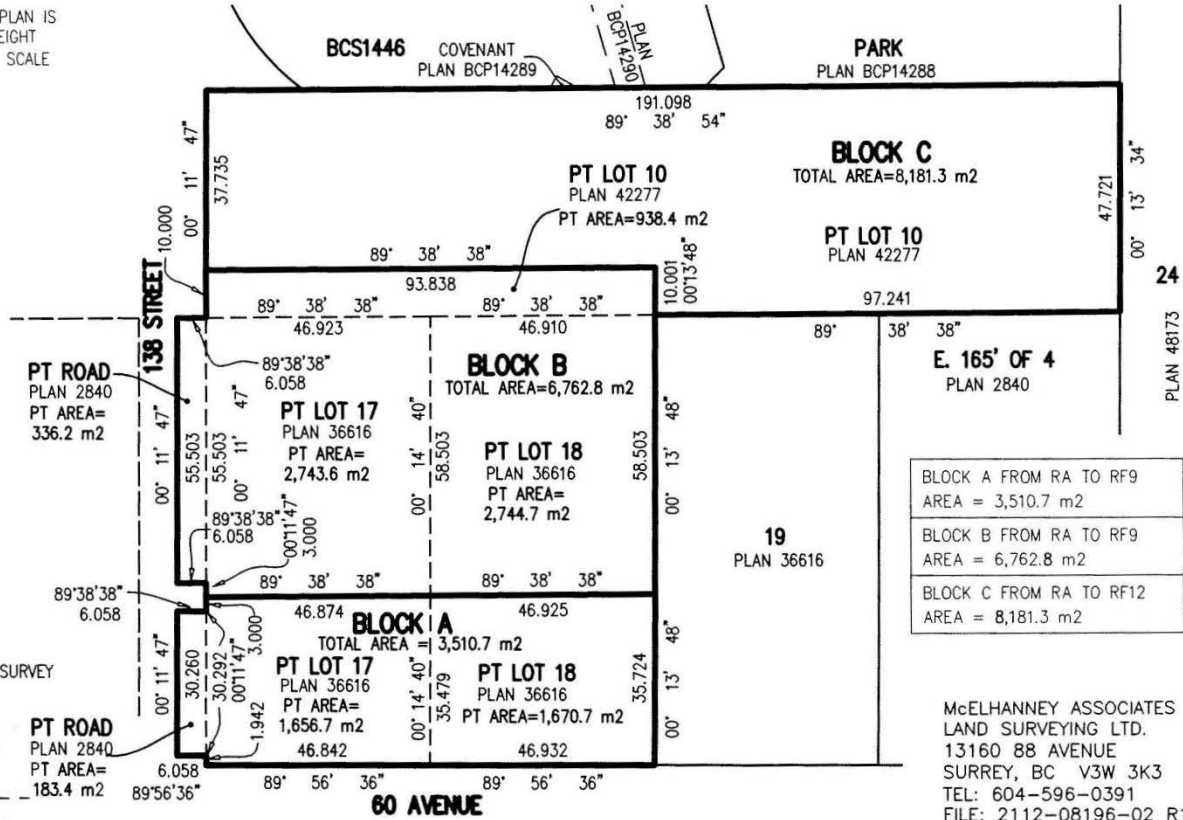 PLAN IS
EIGHT
SCALE
BCS1446
COVENANT
PLAN BCP14289
PLAN
BCP14290
PARK
PLAN BCP14288
191.098
89° 38' 54"
00° 11' 47"
37.735
10.000
PT LOT 10
PLAN 42277
PT AREA=938.4 m2
BLOCK C
TOTAL AREA=8,181.3 m2
PT LOT 10
PLAN 42277
47.721
00° 13' 34"
24
PLAN 48173
138 STREET
89° 38' 38"
93.838
10.001
00°13'48"
97.241
89° 38' 38"
89° 38' 38"
46.923
89° 38' 38"
46.910
89°38'38"
6.058
BLOCK B
TOTAL AREA=6,762.8 m2
E. 165' OF 4
PLAN 2840
PT ROAD
PLAN 2840
PT AREA=
336.2 m2
00° 11' 47"
55.503
55.503
00° 11' 47"
PT LOT 17
PLAN 36616
PT AREA=
2,743.6 m2
00° 14' 40"
58.503
PT LOT 18
PLAN 36616
PT AREA=
2,744.7 m2
58.503
00° 13' 48"
19
PLAN 36616
BLOCK A FROM RA TO RF9
AREA = 3,510.7 m2
BLOCK B FROM RA TO RF9
AREA = 6,762.8 m2
BLOCK C FROM RA TO RF12
AREA = 8,181.3 m2
89°38'38"
6.058
00°11'47"
3.000
89° 38' 38"
46.874
89° 38' 38"
46.925
89°38'38"
6.058
BLOCK A
TOTAL AREA = 3,510.7 m2
00° 11' 47"
30.260
30.292
00°11'47"
3.000
1.942
PT LOT 17
PLAN 36616
PT AREA=
1,656.7 m2
00° 14' 40"
35.479
PT LOT 18
PLAN 36616
PT AREA=1,670.7 m2
35.724
00° 13' 48"
SURVEY
PT ROAD
PLAN 2840
PT AREA=
183.4 m2
6.058
89°56'36"
46.842
89° 56' 36"
46.932
89° 56' 36"
60 AVENUE
McELHANNEY ASSOCIATES
LAND SURVEYING LTD.
13160 88 AVENUE
SURREY, BC V3W 3K3
TEL: 604-596-0391
FILE: 2112-08196-02 R1